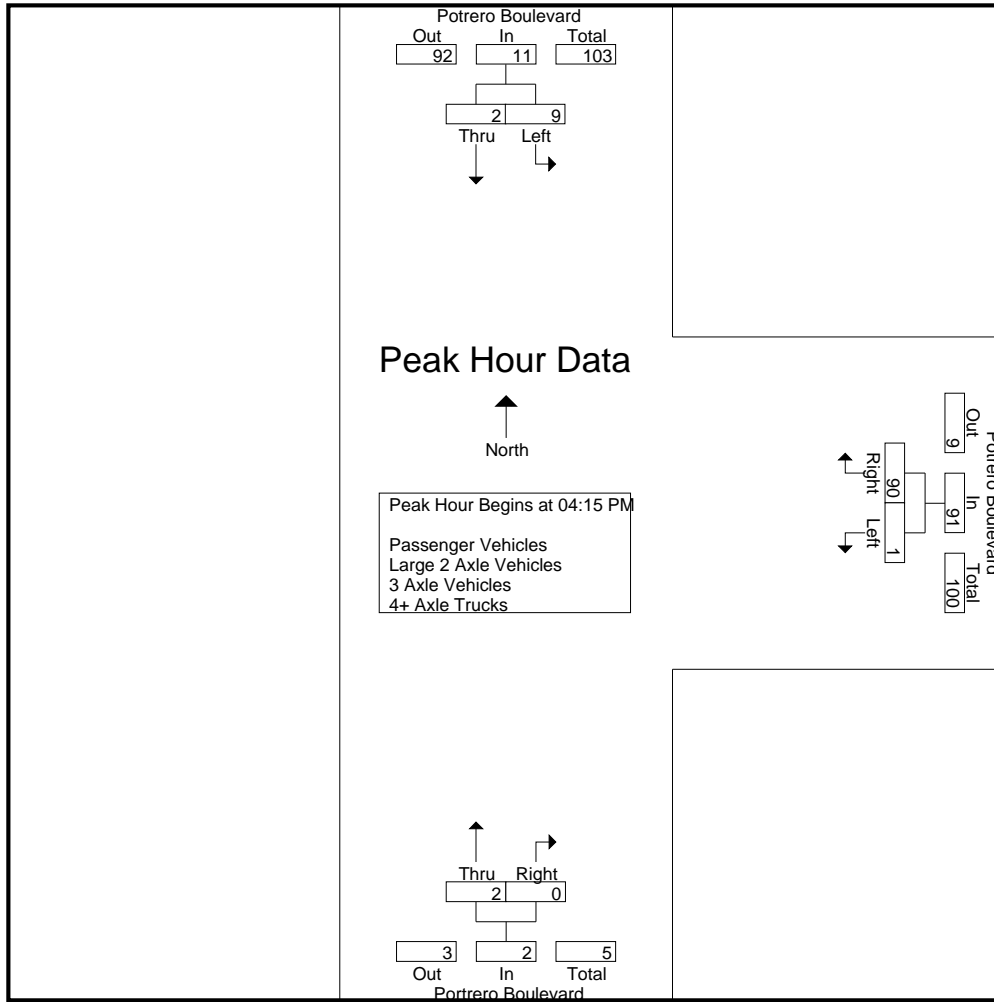 Potrero Boulevard
Out In Total
92 11 103
2 9
Thru Left
Peak Hour Data
North
Peak Hour Begins at 04:15 PM
Passenger Vehicles
Large 2 Axle Vehicles
3 Axle Vehicles
4+ Axle Trucks
Right Left
90 1
Out In Total
9 91 100
Potrero Boulevard
Thru Right
2 0
3 2 5
Out In Total
Portrero Boulevard